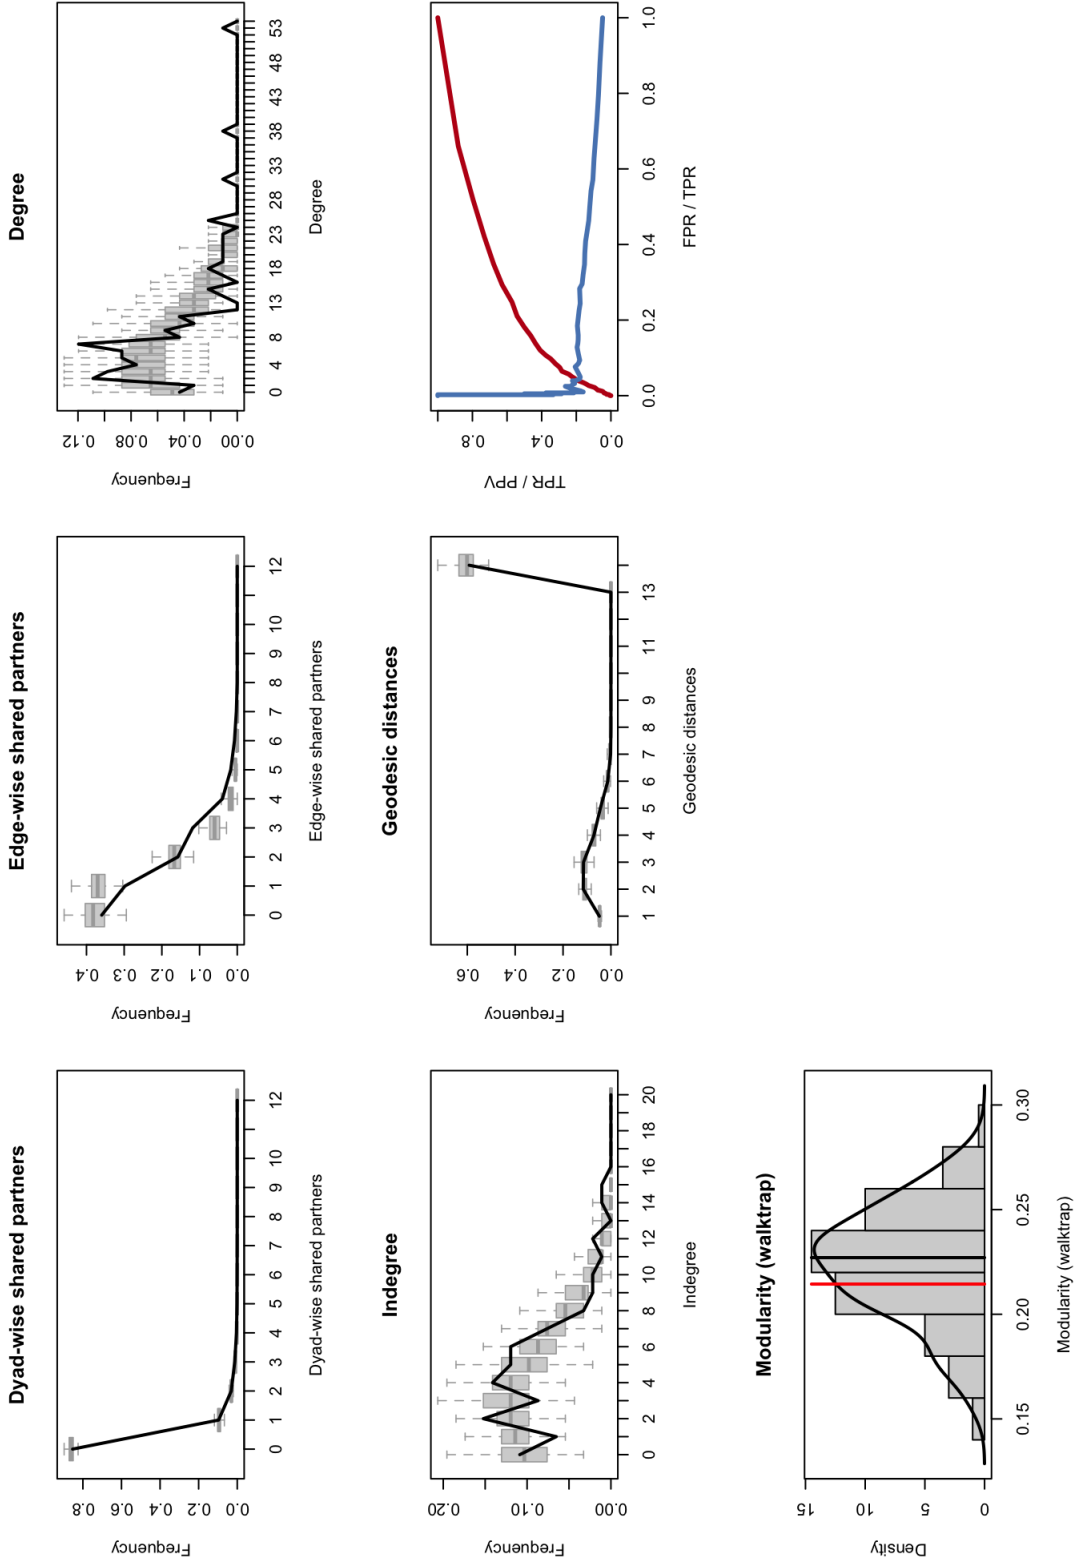 Dyad-wise shared partners
Frequency
0.0 0.2 0.4 0.6 0.8
0 1 2 3 4 5 6 7 8 9 10 12
Dyad-wise shared partners
Edge-wise shared partners
Frequency
0.0 0.1 0.2 0.3 0.4
0 1 2 3 4 5 6 7 8 9 10 12
Edge-wise shared partners
Degree
Frequency
0.00 0.04 0.08 0.12
0 4 8 13 18 23 28 33 38 43 48 53
Degree
Indegree
Frequency
0.00 0.10 0.20
0 2 4 6 8 10 12 14 16 18 20
Indegree
Geodesic distances
Frequency
0.0 0.2 0.4 0.6
1 2 3 4 5 6 7 8 9 11 13
Geodesic distances
TPR / PPV
0.0 0.4 0.8
0.0 0.2 0.4 0.6 0.8 1.0
FPR / TPR
Modularity (walktrap)
Density
0 5 10 15
0.15 0.20 0.25 0.30
Modularity (walktrap)